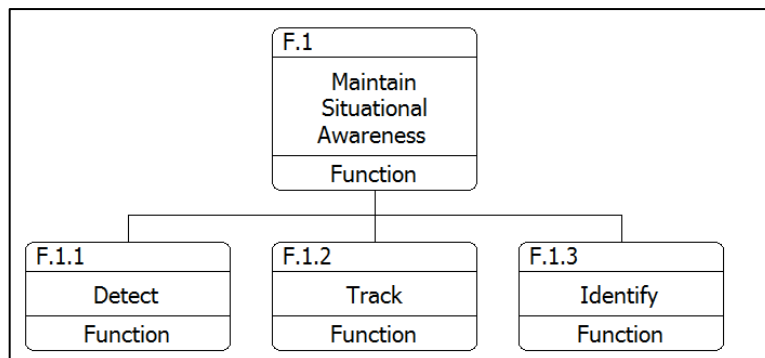 F.1
Maintain
Situational
Awareness
Function
F.1.1
Detect
Function
F.1.2
Track
Function
F.1.3
Identify
Function